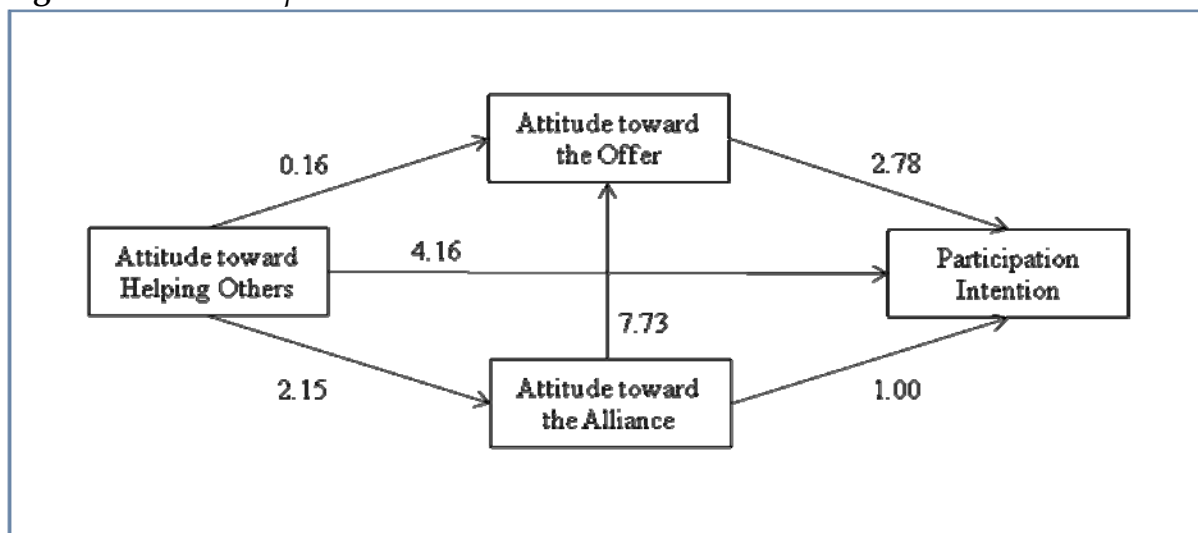 Attitude toward
the Offer
0.16
2.78
Attitude toward
Helping Others
4.16
Participation
Intention
7.73
2.15
Attitude toward
the Alliance
1.00